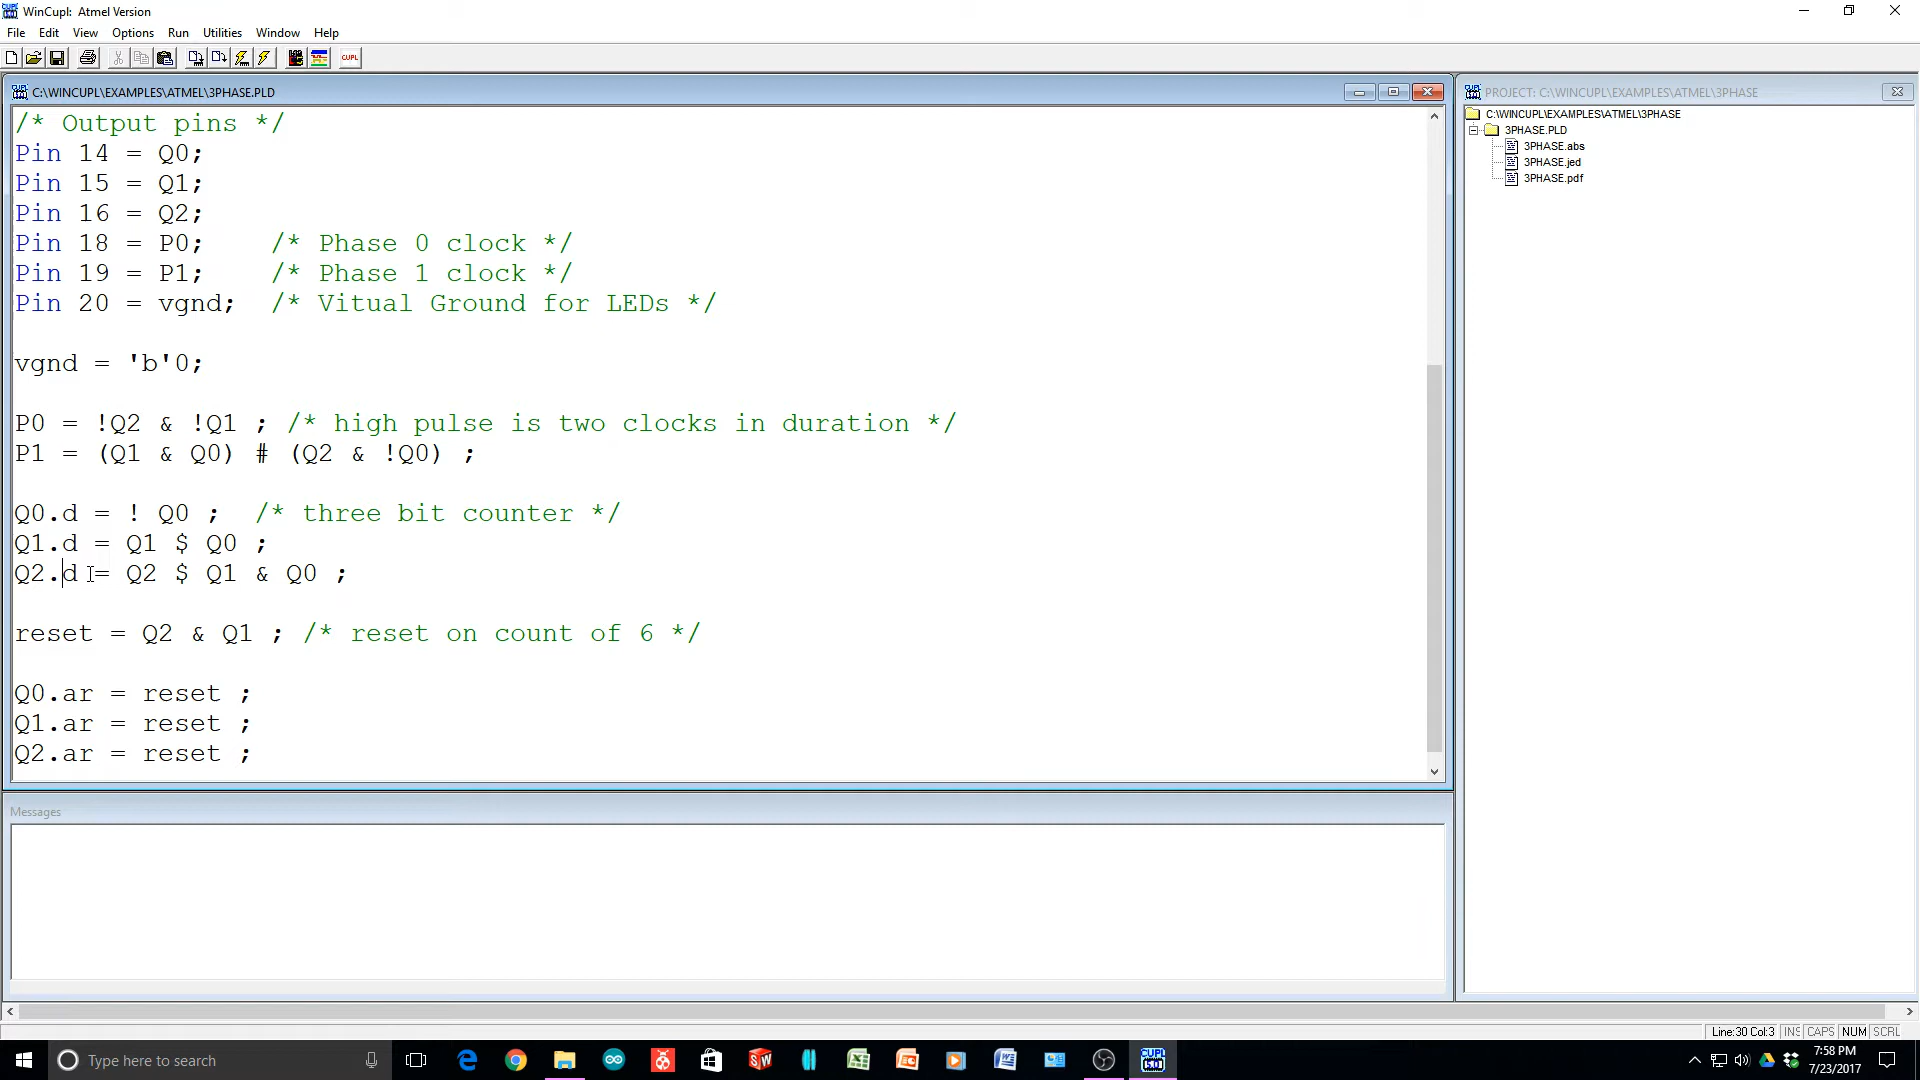 WinCupl: Atmel Version
File Edit View Options Run Utilities Window Help
CUPL
C:\WINCUPL\EXAMPLES\ATMEL\3PHASE.PLD
/* Output pins */
Pin 14 = Q0;
Pin 15 = Q1;
Pin 16 = Q2;
Pin 18 = P0; /* Phase 0 clock */
Pin 19 = P1; /* Phase 1 clock */
Pin 20 = vgnd; /* Vitual Ground for LEDs */
vgnd = 'b'0;
P0 = !Q2 & !Q1 ; /* high pulse is two clocks in duration */
P1 = (Q1 & Q0) # (Q2 & !Q0) ;
Q0.d = ! Q0 ; /* three bit counter */
Q1.d = Q1 $ Q0 ;
Q2.d = Q2 $ Q1 & Q0 ;
reset = Q2 & Q1 ; /* reset on count of 6 */
Q0.ar = reset ;
Q1.ar = reset ;
Q2.ar = reset ;
Messages
PROJECT: C:\WINCUPL\EXAMPLES\ATMEL\3PHASE
C:\WINCUPL\EXAMPLES\ATMEL\3PHASE
3PHASE.PLD
3PHASE.abs
3PHASE.jed
3PHASE.pdf
Line:30 Col:3 INS CAPS NUM SCRL
Type here to search
7:58 PM
7/23/2017